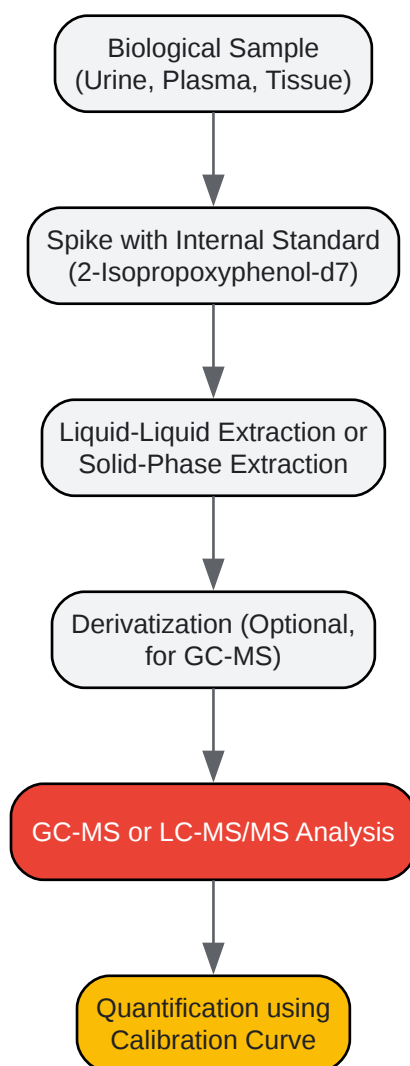 Biological Sample
(Urine, Plasma, Tissue)
Spike with Internal Standard
(2-Isopropoxyphenol-d7)
Liquid-Liquid Extraction or
Solid-Phase Extraction
Derivatization (Optional,
for GC-MS)
GC-MS or LC-MS/MS Analysis
Quantification using
Calibration Curve